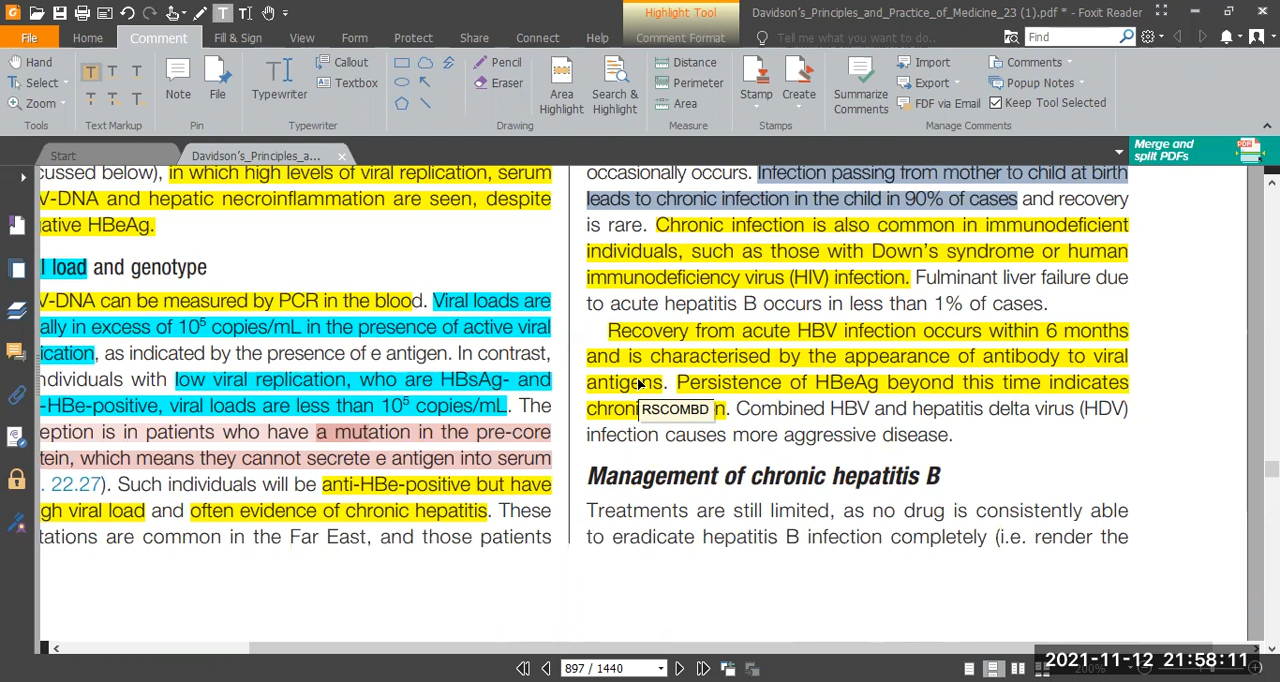 Highlight Tool
Davidson's_Principles_and_Practice_of_Medicine_23 (1).pdf * - Foxit Reader
File Home Comment Fill & Sign View Form Protect Share Connect Help Comment Format Tell me what you want to do.. Find
Hand
Select
Zoom
Tools
Text Markup
Note
File
Pin
Typewriter
Callout
Textbox
Typewriter
Pencil
Eraser
Drawing
Area Highlight
Search & Highlight
Distance
Perimeter
Area
Measure
Stamp
Create
Stamps
Summarize Comments
Import
Export
FDF via Email
Comments
Popup Notes
Keep Tool Selected
Manage Comments
Start
Davidson's_Principles_a...
Merge and split PDFs
cussed below), in which high levels of viral replication, serum
V-DNA and hepatic necroinflammation are seen, despite
ative HBeAg.
l load and genotype
V-DNA can be measured by PCR in the blood. Viral loads are
ally in excess of 10⁵ copies/mL in the presence of active viral
ication, as indicated by the presence of e antigen. In contrast,
ndividuals with low viral replication, who are HBsAg- and
-HBe-positive, viral loads are less than 10⁵ copies/mL. The
eption is in patients who have a mutation in the pre-core
tein, which means they cannot secrete e antigen into serum
. 22.27). Such individuals will be anti-HBe-positive but have
gh viral load and often evidence of chronic hepatitis. These
tations are common in the Far East, and those patients
occasionally occurs. Infection passing from mother to child at birth
leads to chronic infection in the child in 90% of cases and recovery
is rare. Chronic infection is also common in immunodeficient
individuals, such as those with Down's syndrome or human
immunodeficiency virus (HIV) infection. Fulminant liver failure due
to acute hepatitis B occurs in less than 1% of cases.
Recovery from acute HBV infection occurs within 6 months
and is characterised by the appearance of antibody to viral
antigens. Persistence of HBeAg beyond this time indicates
chroni RSCOMBD n. Combined HBV and hepatitis delta virus (HDV)
infection causes more aggressive disease.
Management of chronic hepatitis B
Treatments are still limited, as no drug is consistently able
to eradicate hepatitis B infection completely (i.e. render the
897 / 1440
2021-11-12 21:58:11